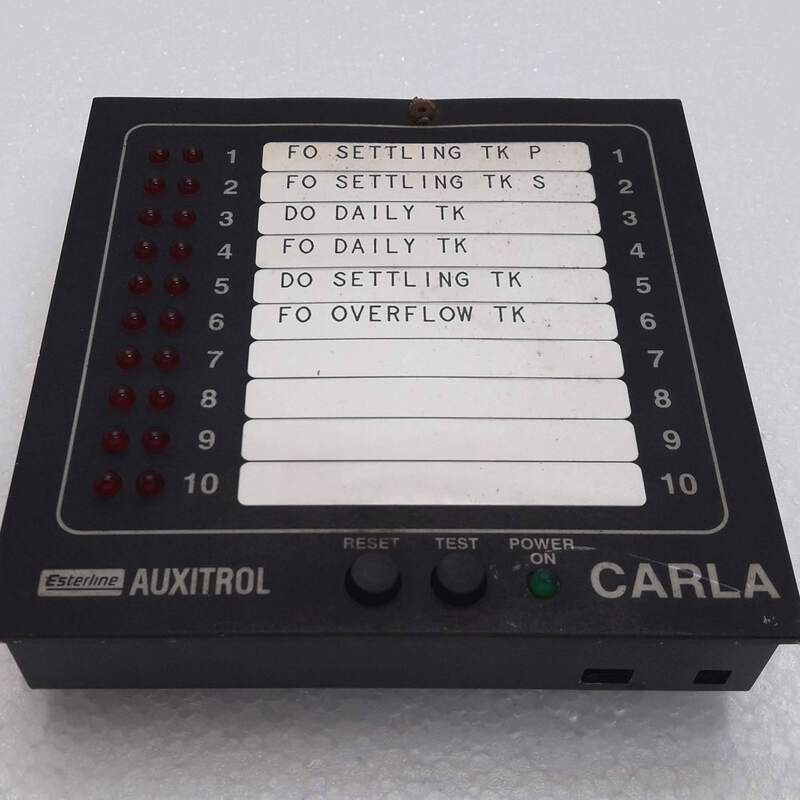 1 FO SETTLING TK P 1
2 FO SETTLING TK S 2
3 DO DAILY TK 3
4 FO DAILY TK 4
5 DO SETTLING TK 5
6 FO OVERFLOW TK 6
7 7
8 8
9 9
10 10
RESET TEST POWER ON
Esterline AUXITROL CARLA